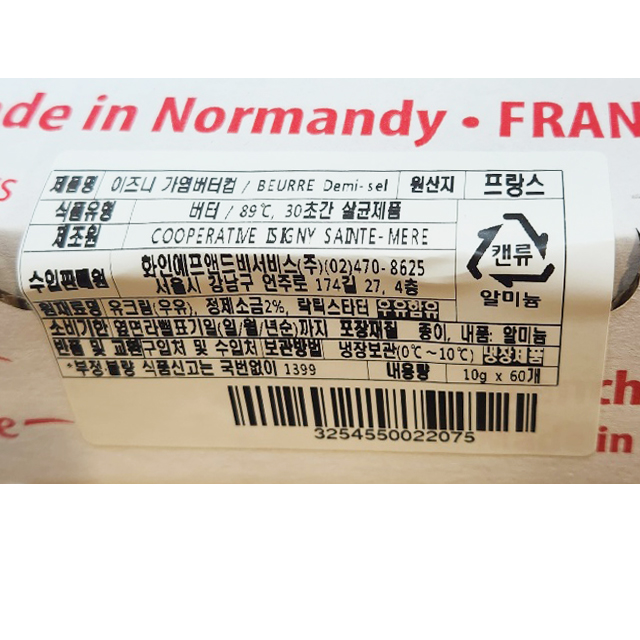 de in Normandy • FRAN
제품명 이즈니 가염버터컵 / BEURRE Demi-sel 원산지 프랑스
식품유형 버터 / 89℃, 30초간 살균제품
제조원 COOPERATIVE ISIGNY SAINTE-MERE
수입판매원 화인에프앤드비서비스(주)(02)470-8625
서울시 강남구 언주로 174길 27, 4층
캔류
알미늄
원재료명 유크림(우유), 정제소금2%, 락틱스타터 우유함유
소비기한 옆면라벨표기일(일/월/년순)까지 포장재질 종이, 내품: 알미늄
반품 및 교환 구입처 및 수입처 보관방법 냉장보관(0℃~10℃) 냉장제품
*부정·불량 식품신고는 국번없이 1399 내용량 10g x 60개
3254550022075
ch
in